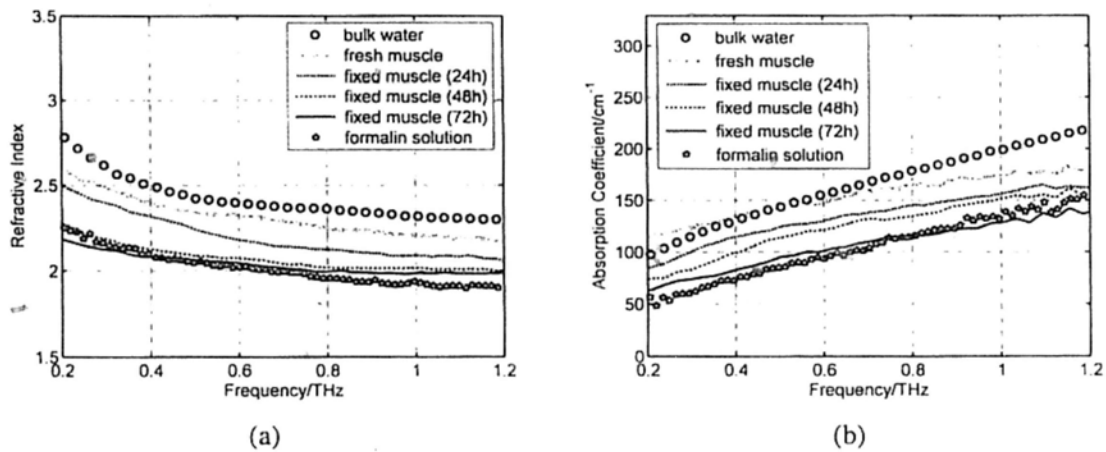 3.5
3
2.5
2
1.5
Refractive Index
bulk water
fresh muscle
fixed muscle (24h)
fixed muscle (48h)
fixed muscle (72h)
formalin solution
0.2 0.4 0.6 0.8 1 1.2
Frequency/THz
(a)
300
250
200
150
100
50
0
Absorption Coefficient/cm⁻¹
bulk water
fresh muscle
fixed muscle (24h)
fixed muscle (48h)
fixed muscle (72h)
formalin solution
0.2 0.4 0.6 0.8 1 1.2
Frequency/THz
(b)